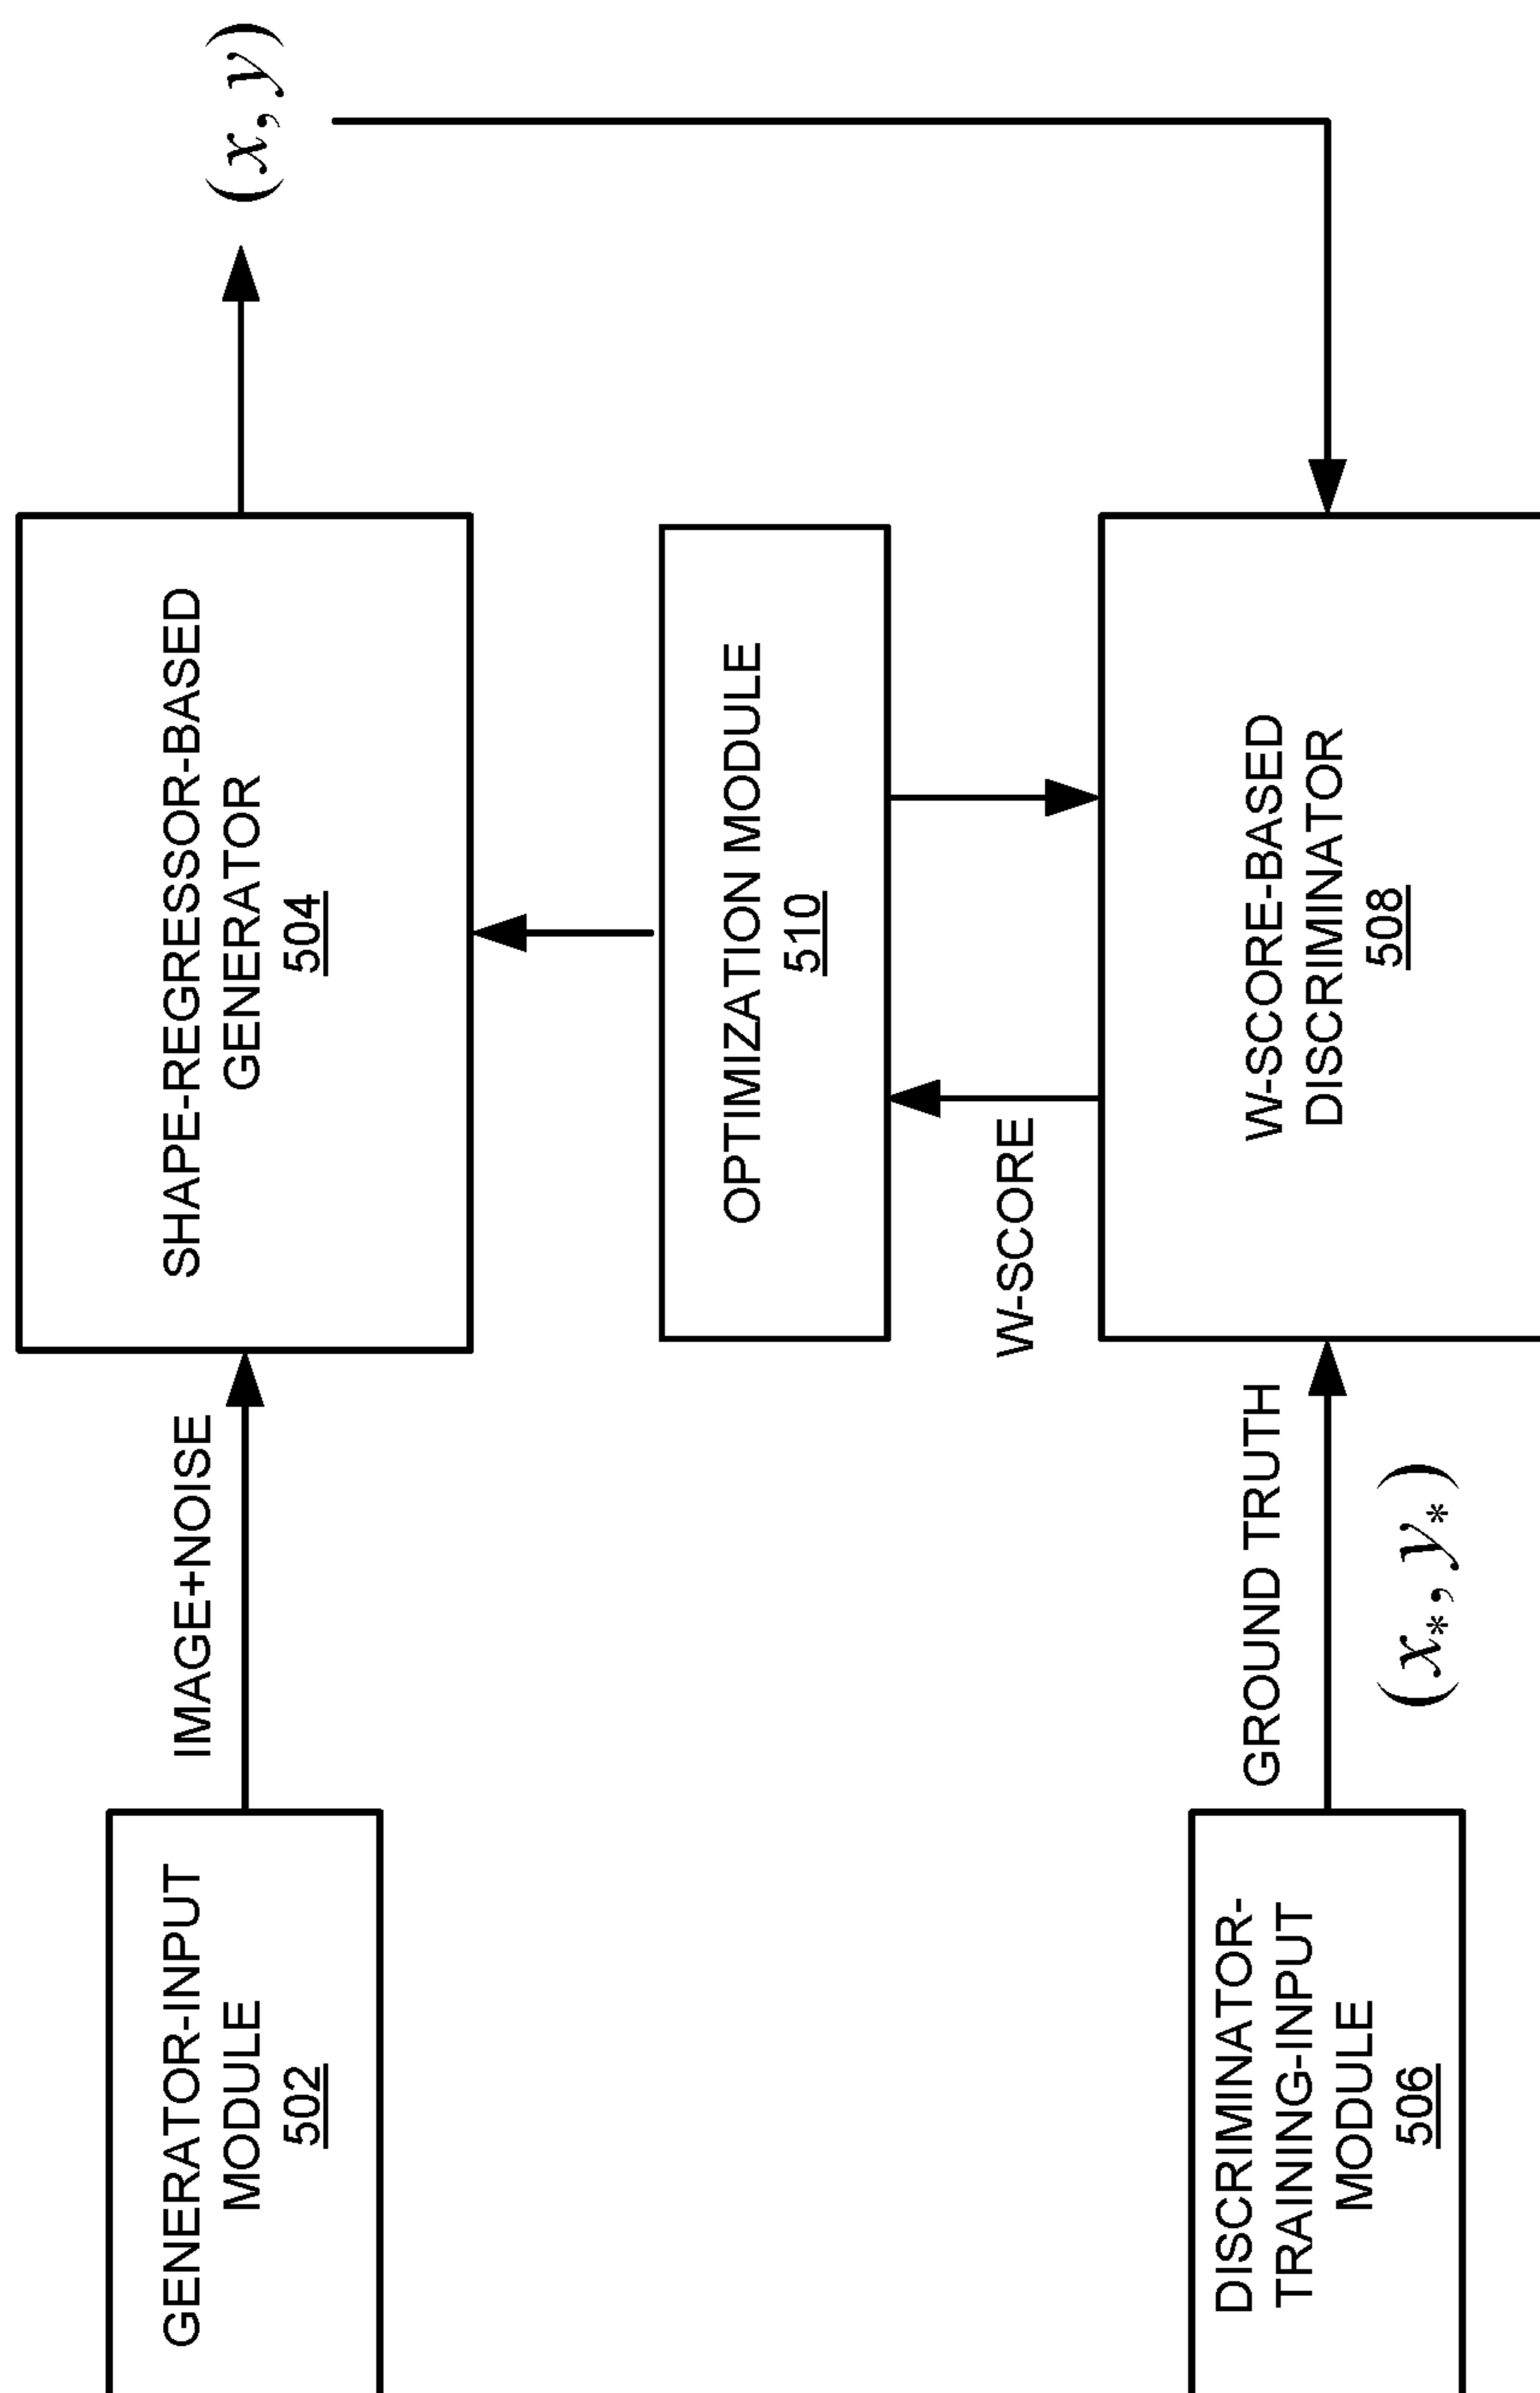 GENERATOR-INPUT
MODULE
502
IMAGE+NOISE
SHAPE-REGRESSOR-BASED
GENERATOR
504
(x, y)
OPTIMIZATION MODULE
510
W-SCORE
DISCRIMINATOR-
TRAINING-INPUT
MODULE
506
GROUND TRUTH
(x*, y*)
W-SCORE-BASED
DISCRIMINATOR
508